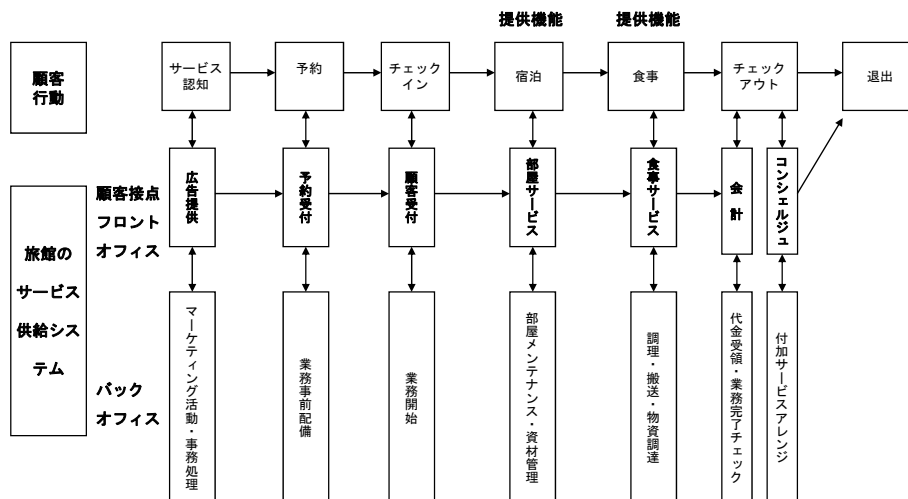 提供機能
提供機能
顧客
行動
サービス
認知
予約
チェック
イン
宿泊
食事
チェック
アウト
退出
旅館の
サービス
供給シス
テム
顧客接点
フロント
オフィス
広告提供
予約受付
顧客受付
部屋サービス
食事サービス
会計
コンシェルジュ
バック
オフィス
マーケティング活動・事務処理
業務事前配備
業務開始
部屋メンテナンス・資材管理
調理・搬送・物資調達
代金受領・業務完了チェック
付加サービスアレンジ